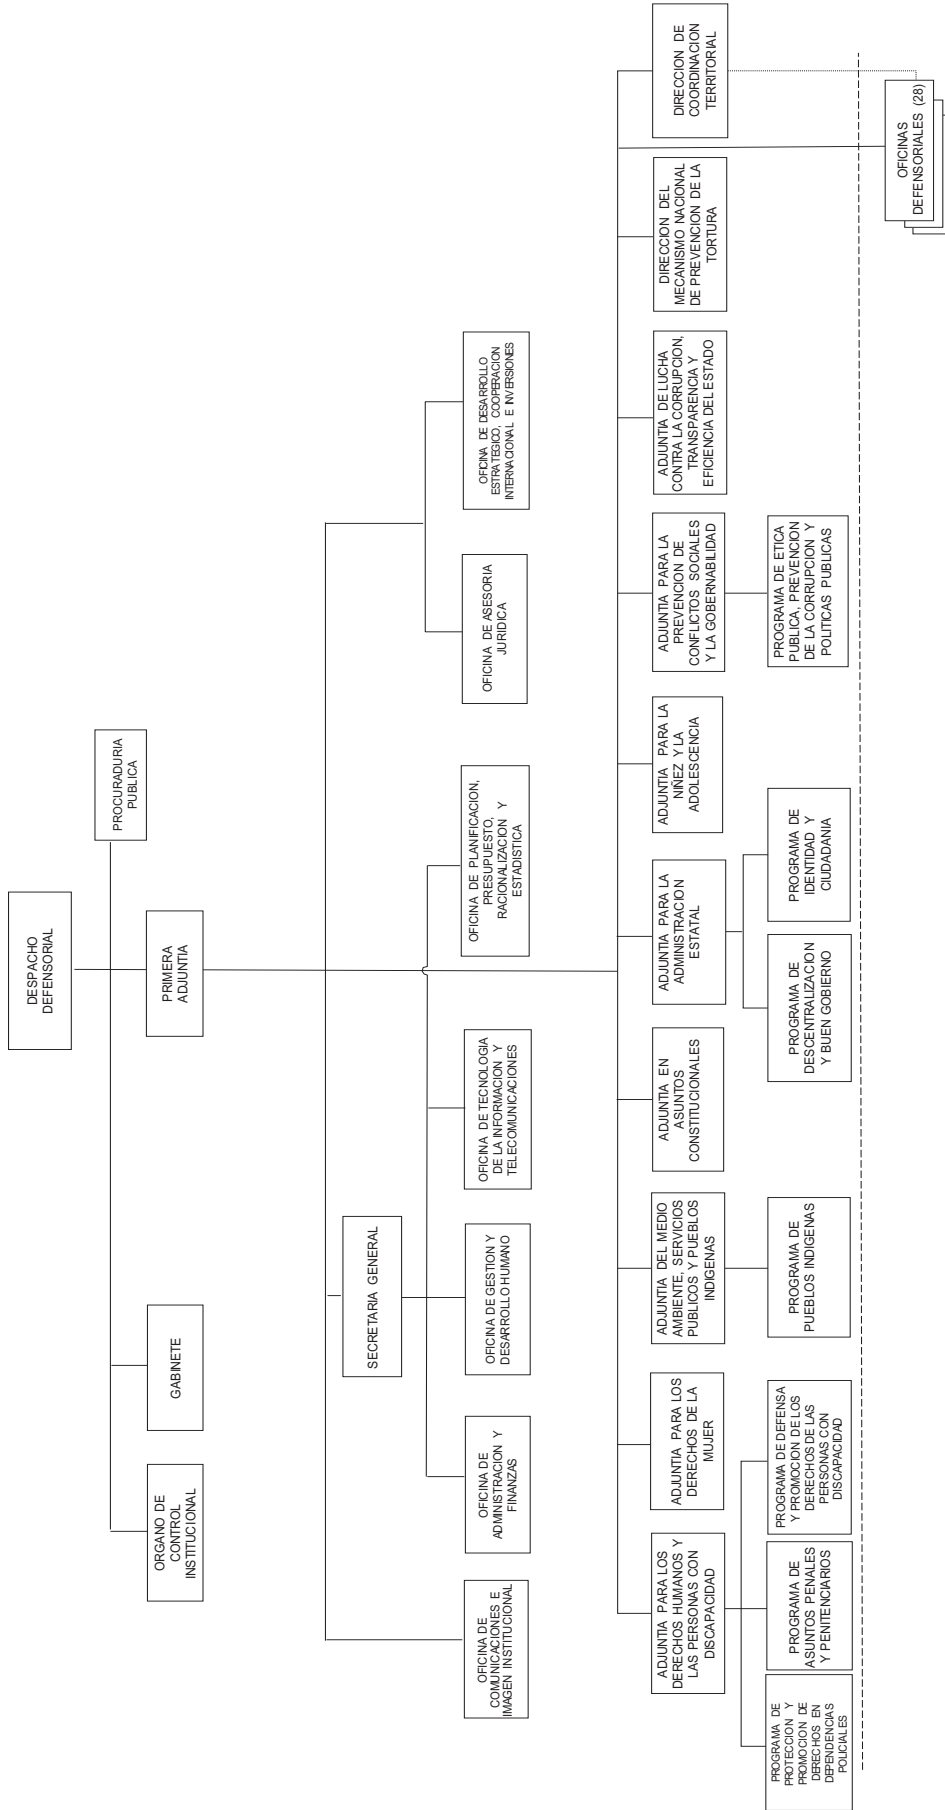 DESPACHO
DEFENSORIAL
PROCURADURIA
PUBLICA
ORGANO DE
CONTROL
INSTITUCIONAL
GABINETE
PRIMERA
ADJUNTIA
SECRETARIA GENERAL
OFICINA DE
COMUNICACIONES E
IMAGEN INSTITUCIONAL
OFICINA DE
ADMINISTRACION Y
FINANZAS
OFICINA DE GESTION Y
DESARROLLO HUMANO
OFICINA DE TECNOLOGIA
DE LA INFORMACION Y
TELECOMUNICACIONES
OFICINA DE PLANIFICACION,
PRESUPUESTO,
RACIONALIZACION Y
ESTADISTICA
OFICINA DE ASESORIA
JURIDICA
OFICINA DE DESARROLLO
ESTRATEGICO, COOPERACION
INTERNACIONAL E INVERSIONES
ADJUNTIA PARA LOS
DERECHOS HUMANOS Y
LAS PERSONAS CON
DISCAPACIDAD
ADJUNTIA PARA LOS
DERECHOS DE LA
MUJER
ADJUNTIA DEL MEDIO
AMBIENTE, SERVICIOS
PUBLICOS Y PUEBLOS
INDIGENAS
ADJUNTIA EN
ASUNTOS
CONSTITUCIONALES
ADJUNTIA PARA LA
ADMINISTRACION
ESTATAL
ADJUNTIA PARA LA
NIÑEZ Y LA
ADOLESCENCIA
ADJUNTIA PARA LA
PREVENCION DE
CONFLICTOS SOCIALES
Y LA GOBERNABILIDAD
ADJUNTIA DE LUCHA
CONTRA LA CORRUPCION,
TRANSPARENCIA Y
EFICIENCIA DEL ESTADO
DIRECCION DEL
MECANISMO NACIONAL
DE PREVENCION DE LA
TORTURA
DIRECCION DE
COORDINACION
TERRITORIAL
PROGRAMA DE
PROTECCION Y
PROMOCION DE
DERECHOS EN
DEPENDENCIAS
POLICIALES
PROGRAMA DE
ASUNTOS PENALES
Y PENITENCIARIOS
PROGRAMA DE DEFENSA
Y PROMOCION DE LOS
DERECHOS DE LAS
PERSONAS CON
DISCAPACIDAD
PROGRAMA DE
PUEBLOS INDIGENAS
PROGRAMA DE
DESCENTRALIZACION
Y BUEN GOBIERNO
PROGRAMA DE
IDENTIDAD Y
CIUDADANIA
PROGRAMA DE ETICA
PUBLICA, PREVENCION
DE LA CORRUPCION Y
POLITICAS PUBLICAS
OFICINAS
DEFENSORIALES (28)